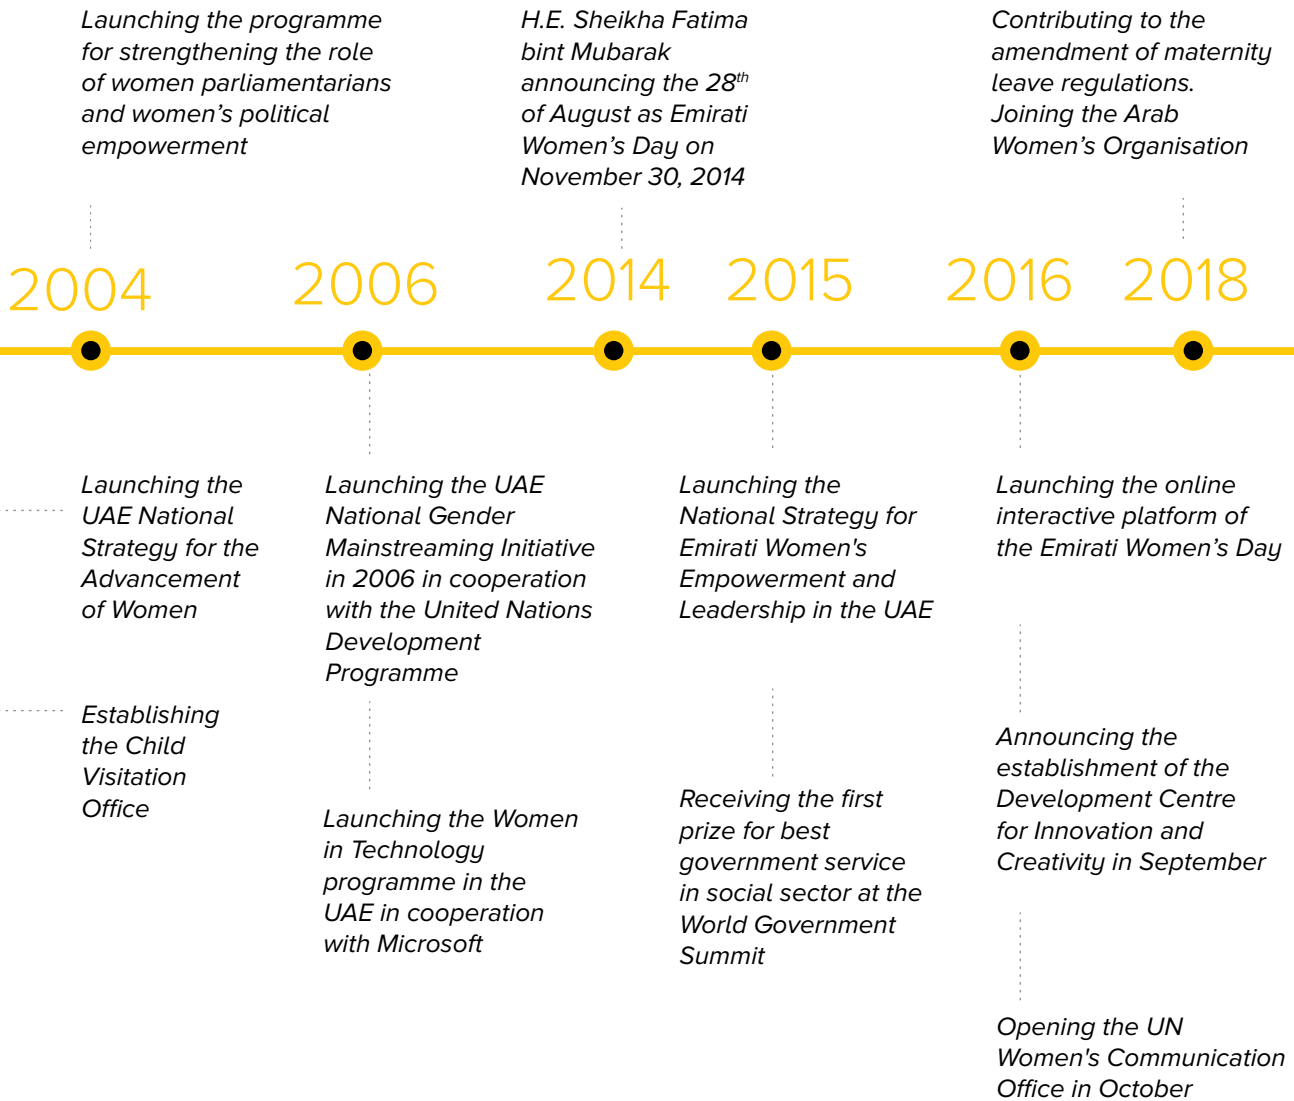 Launching the programme
for strengthening the role
of women parliamentarians
and women’s political
empowerment
H.E. Sheikha Fatima
bint Mubarak
announcing the 28th
of August as Emirati
Women’s Day on
November 30, 2014
Contributing to the
amendment of maternity
leave regulations.
Joining the Arab
Women’s Organisation
2004
2006
2014
2015
2016
2018
Launching the
UAE National
Strategy for the
Advancement
of Women
Establishing
the Child
Visitation
Office
Launching the UAE
National Gender
Mainstreaming Initiative
in 2006 in cooperation
with the United Nations
Development
Programme
Launching the Women
in Technology
programme in the
UAE in cooperation
with Microsoft
Launching the
National Strategy for
Emirati Women's
Empowerment and
Leadership in the UAE
Receiving the first
prize for best
government service
in social sector at the
World Government
Summit
Launching the online
interactive platform of
the Emirati Women’s Day
Announcing the
establishment of the
Development Centre
for Innovation and
Creativity in September
Opening the UN
Women's Communication
Office in October